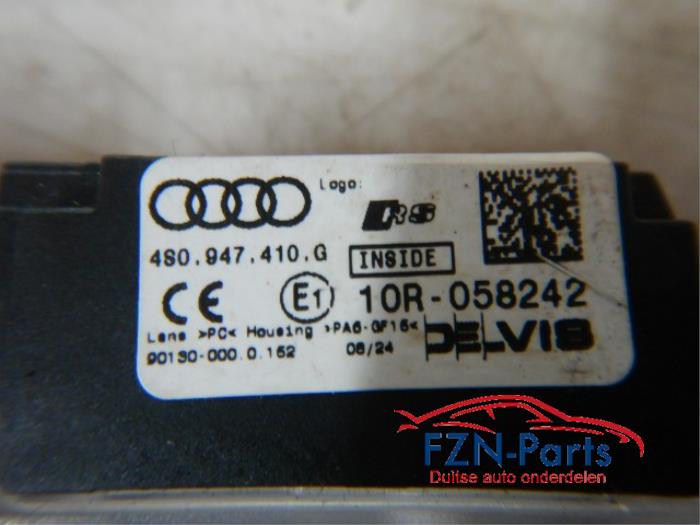 Logo:
RS
4S0.947.410.G
INSIDE
CE E1 10R-058242
Lens >PC< Housing >PA6-GF15<
90130-000.0.152 06/24 DELVIS
FZN-Parts
Duitse auto onderdelen